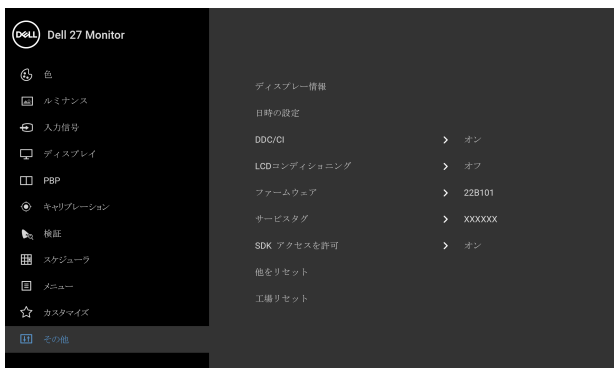 DELL
Dell 27 Monitor
色
ルミナンス
入力信号
ディスプレイ
PBP
キャリブレーション
検証
スケジューラ
メニュー
カスタマイズ
その他
ディスプレー情報
日時の設定
DDC/CI オン
LCDコンディショニング オフ
ファームウェア 22B101
サービスタグ XXXXXX
SDK アクセスを許可 オン
他をリセット
工場リセット